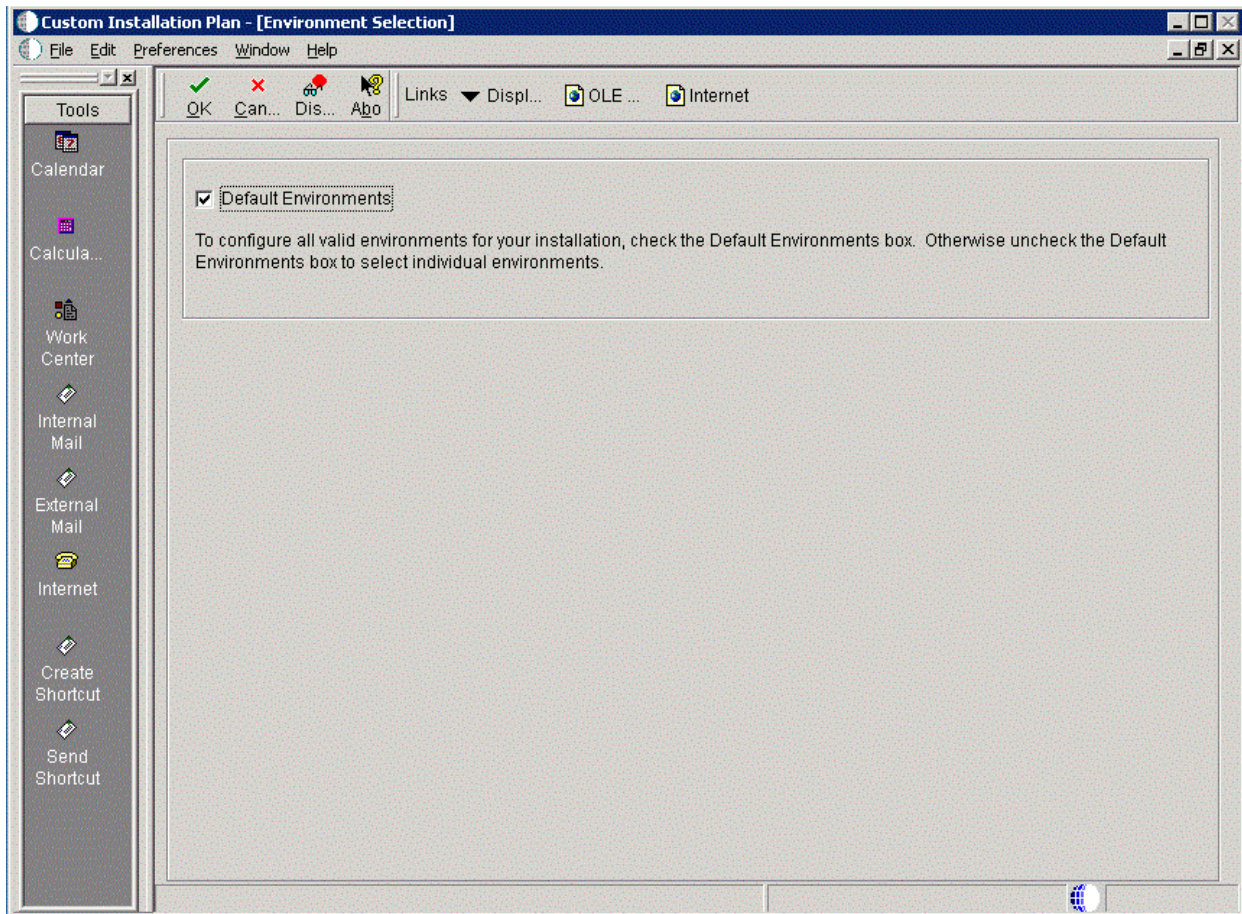 Custom Installation Plan - [Environment Selection]
File Edit Preferences Window Help
Tools
OK Can... Dis... Abo Links Displ... OLE ... Internet
Calendar
Calcula...
Work
Center
Internal
Mail
External
Mail
Internet
Create
Shortcut
Send
Shortcut
Default Environments
To configure all valid environments for your installation, check the Default Environments box. Otherwise uncheck the Default
Environments box to select individual environments.